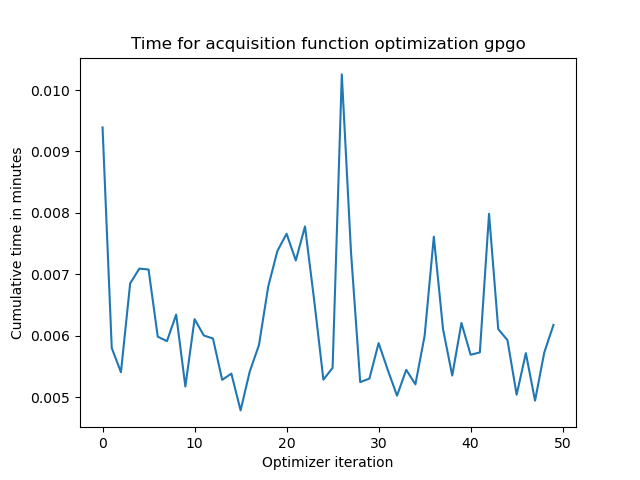 Time for acquisition function optimization gpgo
0.010
0.009
0.008
0.007
0.006
0.005
Cumulative time in minutes
0 10 20 30 40 50
Optimizer iteration